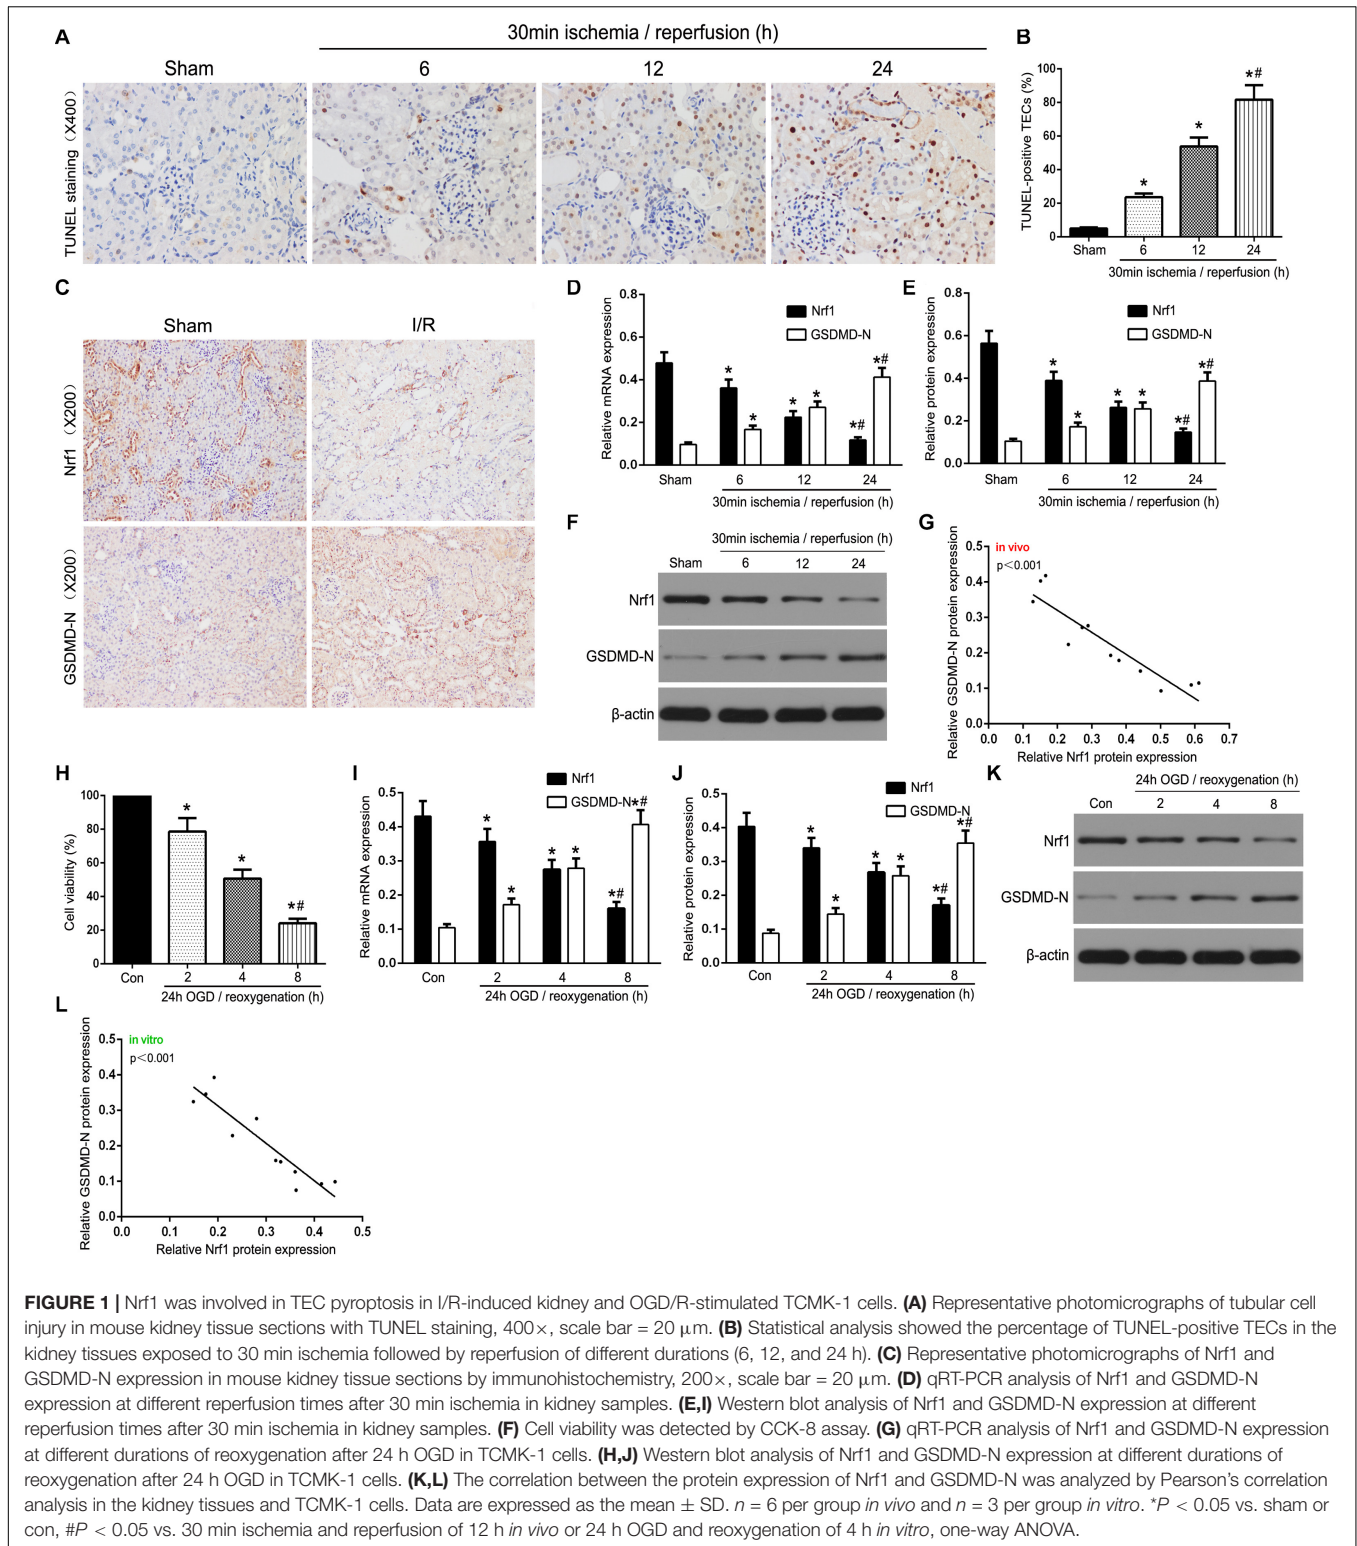 A
30min ischemia / reperfusion (h)
Sham 6 12 24
TUNEL staining（X400）
B
TUNEL-positive TECs (%)
100
80
60
40
20
0
*
*
*#
Sham 6 12 24
30min ischemia / reperfusion (h)
C
Sham I/R
Nrf1（X200）
GSDMD-N（X200）
D
Relative mRNA expression
0.8
0.6
0.4
0.2
0.0
Nrf1
GSDMD-N
* * * * *# *#
Sham 6 12 24
30min ischemia / reperfusion (h)
E
Relative protein expression
0.8
0.6
0.4
0.2
0.0
Nrf1
GSDMD-N
* * * * *# *#
Sham 6 12 24
30min ischemia / reperfusion (h)
F
30min ischemia / reperfusion (h)
Sham 6 12 24
Nrf1
GSDMD-N
β-actin
G
Relative GSDMD-N protein expression
0.5
0.4
0.3
0.2
0.1
0.0
in vivo
p<0.001
0.0 0.1 0.2 0.3 0.4 0.5 0.6 0.7
Relative Nrf1 protein expression
H
Cell viability (%)
100
80
60
40
20
0
*
*
*#
Con 2 4 8
24h OGD / reoxygenation (h)
I
Relative mRNA expression
0.5
0.4
0.3
0.2
0.1
0.0
Nrf1
GSDMD-N
* * * * *# *#
Con 2 4 8
24h OGD / reoxygenation (h)
J
Relative protein expression
0.5
0.4
0.3
0.2
0.1
0.0
Nrf1
GSDMD-N
* * * * *# *#
Con 2 4 8
24h OGD / reoxygenation (h)
K
24h OGD / reoxygenation (h)
Con 2 4 8
Nrf1
GSDMD-N
β-actin
L
Relative GSDMD-N protein expression
0.5
0.4
0.3
0.2
0.1
0.0
in vitro
p<0.001
0.0 0.1 0.2 0.3 0.4 0.5
Relative Nrf1 protein expression
FIGURE 1 | Nrf1 was involved in TEC pyroptosis in I/R-induced kidney and OGD/R-stimulated TCMK-1 cells. (A) Representative photomicrographs of tubular cell
injury in mouse kidney tissue sections with TUNEL staining, 400×, scale bar = 20 μm. (B) Statistical analysis showed the percentage of TUNEL-positive TECs in the
kidney tissues exposed to 30 min ischemia followed by reperfusion of different durations (6, 12, and 24 h). (C) Representative photomicrographs of Nrf1 and
GSDMD-N expression in mouse kidney tissue sections by immunohistochemistry, 200×, scale bar = 20 μm. (D) qRT-PCR analysis of Nrf1 and GSDMD-N
expression at different reperfusion times after 30 min ischemia in kidney samples. (E,I) Western blot analysis of Nrf1 and GSDMD-N expression at different
reperfusion times after 30 min ischemia in kidney samples. (F) Cell viability was detected by CCK-8 assay. (G) qRT-PCR analysis of Nrf1 and GSDMD-N expression
at different durations of reoxygenation after 24 h OGD in TCMK-1 cells. (H,J) Western blot analysis of Nrf1 and GSDMD-N expression at different durations of
reoxygenation after 24 h OGD in TCMK-1 cells. (K,L) The correlation between the protein expression of Nrf1 and GSDMD-N was analyzed by Pearson's correlation
analysis in the kidney tissues and TCMK-1 cells. Data are expressed as the mean ± SD. n = 6 per group in vivo and n = 3 per group in vitro. *P < 0.05 vs. sham or
con, #P < 0.05 vs. 30 min ischemia and reperfusion of 12 h in vivo or 24 h OGD and reoxygenation of 4 h in vitro, one-way ANOVA.